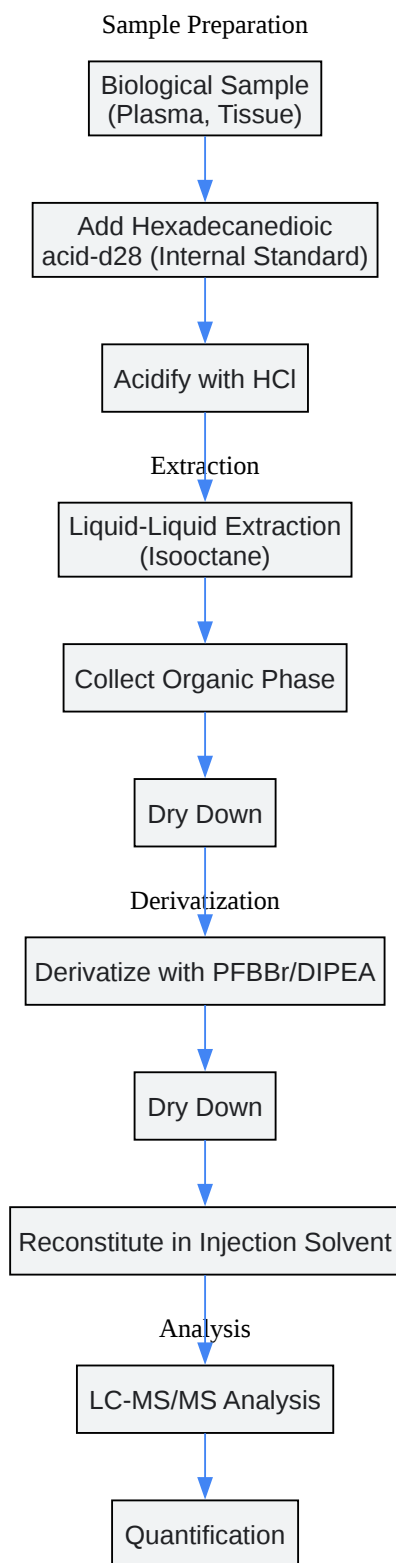 Sample Preparation
Biological Sample
(Plasma, Tissue)
Add Hexadecanedioic
acid-d28 (Internal Standard)
Acidify with HCl
Extraction
Liquid-Liquid Extraction
(Isooctane)
Collect Organic Phase
Dry Down
Derivatization
Derivatize with PFBBr/DIPEA
Dry Down
Reconstitute in Injection Solvent
Analysis
LC-MS/MS Analysis
Quantification